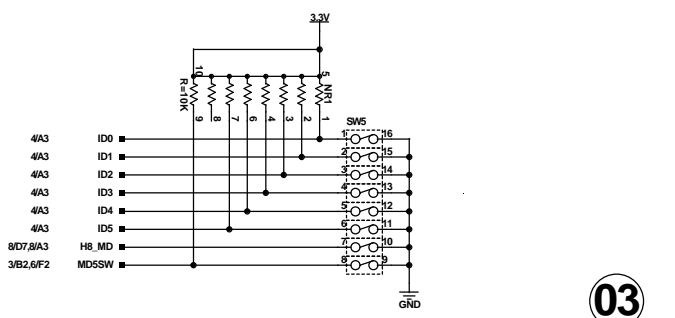 3.3V
10
5
R=10K
NR1
9
8
7
6
4
3
2
1
SW5
4/A3 ID0 1 16
4/A3 ID1 2 15
4/A3 ID2 3 14
4/A3 ID3 4 13
4/A3 ID4 5 12
4/A3 ID5 6 11
8/D7,8/A3 H8_MD 7 10
3/B2,6/F2 MD5SW 8 9
GND
03